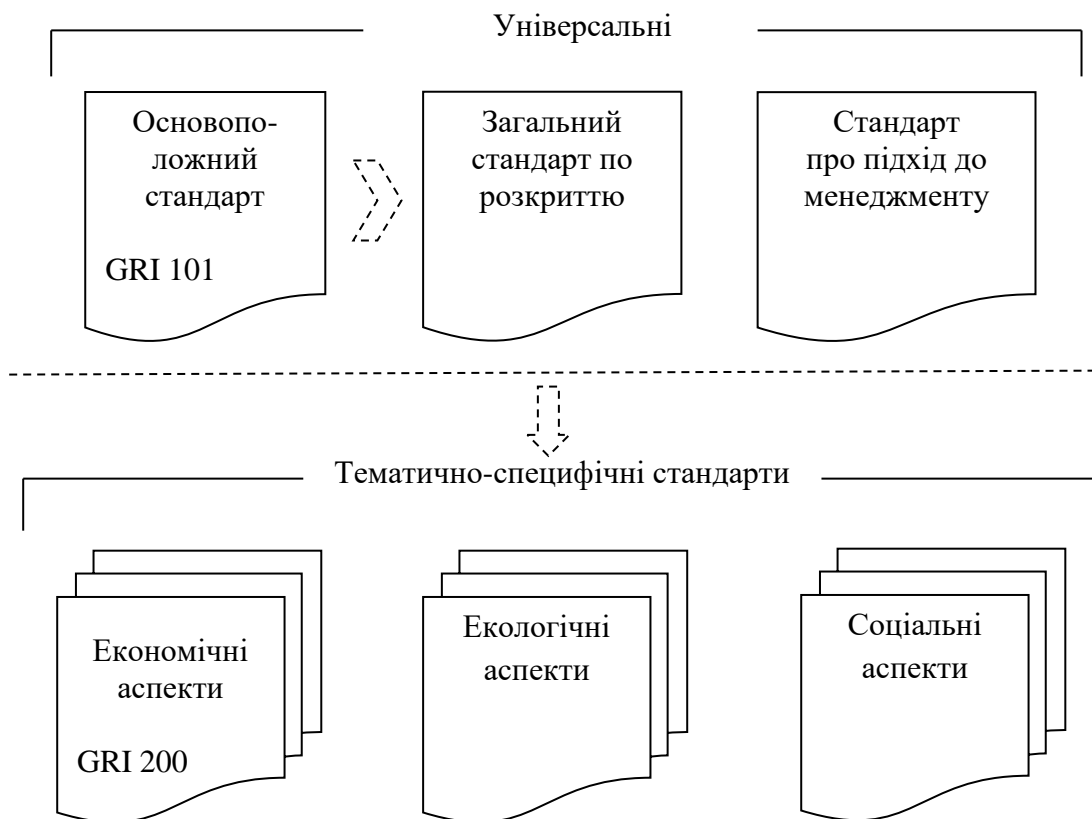 Універсальні
Основопо-
ложний
стандарт
GRI 101
Загальний
стандарт по
розкриттю
Стандарт
про підхід до
менеджменту
Тематично-специфічні стандарти
Економічні
аспекти
GRI 200
Екологічні
аспекти
Соціальні
аспекти